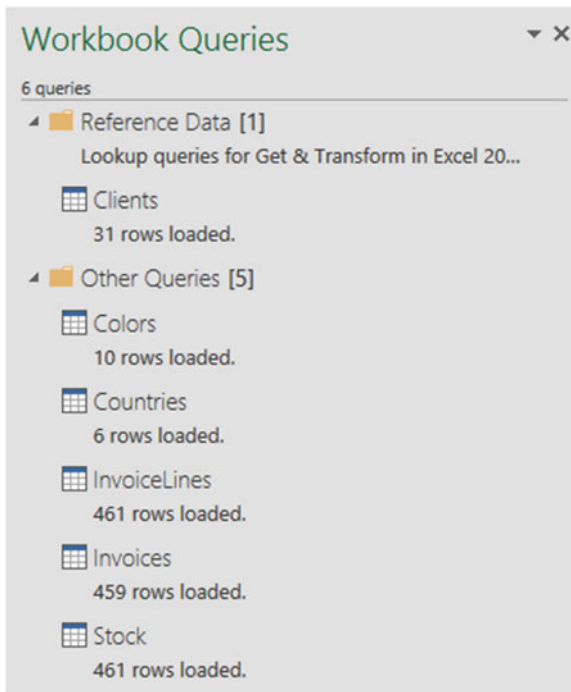 Workbook Queries
6 queries
Reference Data [1]
Lookup queries for Get & Transform in Excel 20...
Clients
31 rows loaded.
Other Queries [5]
Colors
10 rows loaded.
Countries
6 rows loaded.
InvoiceLines
461 rows loaded.
Invoices
459 rows loaded.
Stock
461 rows loaded.